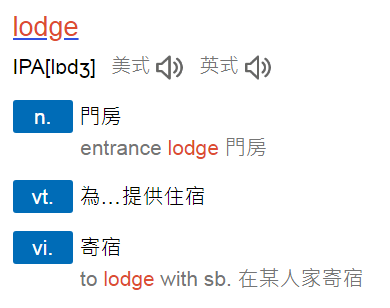 lodge
IPA[lɒdʒ] 美式 英式
n. 門房
entrance lodge 門房
vt. 為…提供住宿
vi. 寄宿
to lodge with sb. 在某人家寄宿